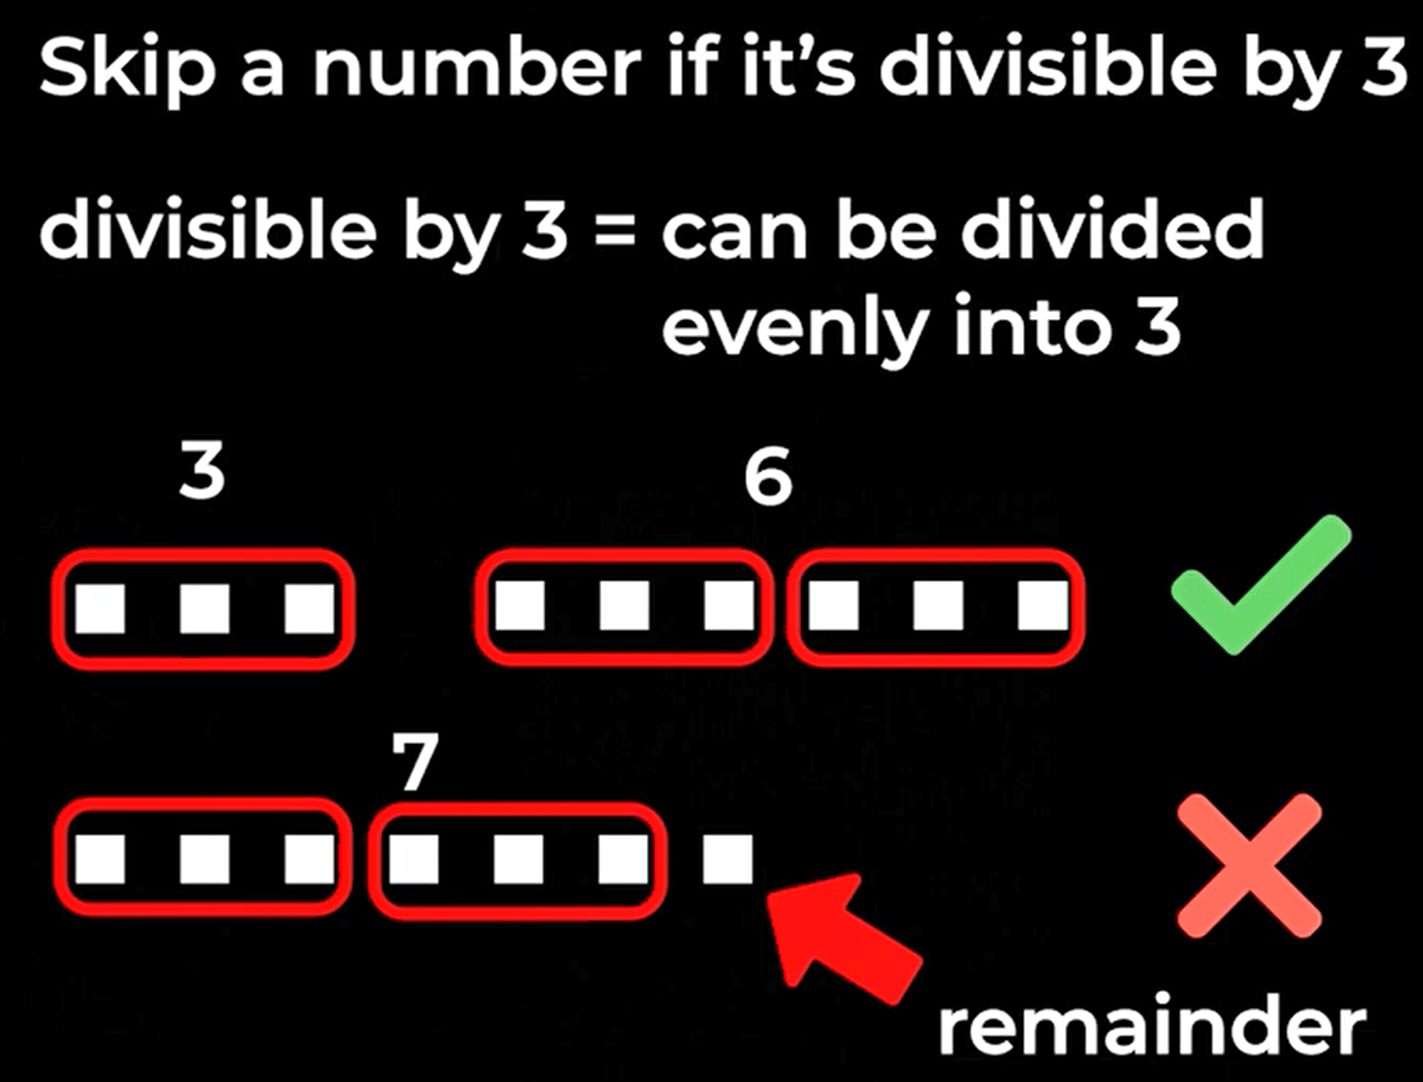 Skip a number if it’s divisible by 3
divisible by 3 = can be divided
evenly into 3
3
6
7
remainder